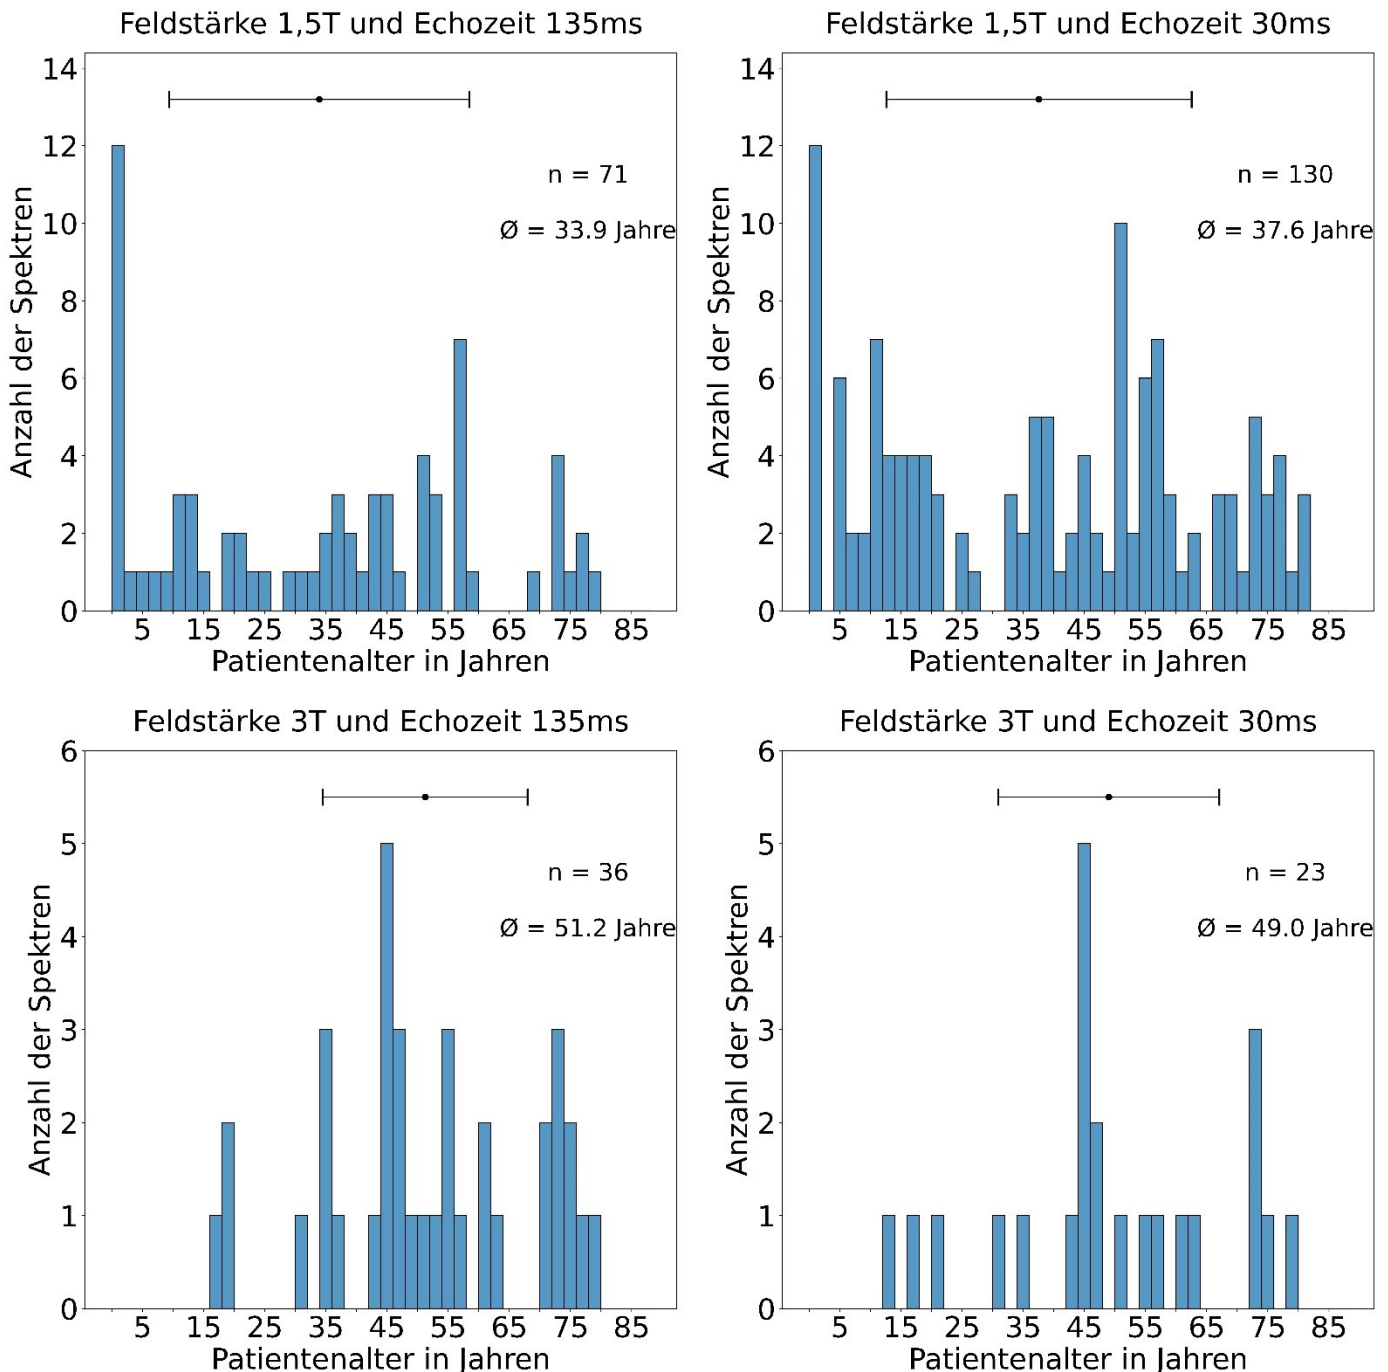 Feldstärke 1,5T und Echozeit 135ms
14
12
10
8
6
4
2
0
Anzahl der Spektren
n = 71
Ø = 33.9 Jahre
5 15 25 35 45 55 65 75 85
Patientenalter in Jahren
Feldstärke 1,5T und Echozeit 30ms
14
12
10
8
6
4
2
0
Anzahl der Spektren
n = 130
Ø = 37.6 Jahre
5 15 25 35 45 55 65 75 85
Patientenalter in Jahren
Feldstärke 3T und Echozeit 135ms
6
5
4
3
2
1
0
Anzahl der Spektren
n = 36
Ø = 51.2 Jahre
5 15 25 35 45 55 65 75 85
Patientenalter in Jahren
Feldstärke 3T und Echozeit 30ms
6
5
4
3
2
1
0
Anzahl der Spektren
n = 23
Ø = 49.0 Jahre
5 15 25 35 45 55 65 75 85
Patientenalter in Jahren